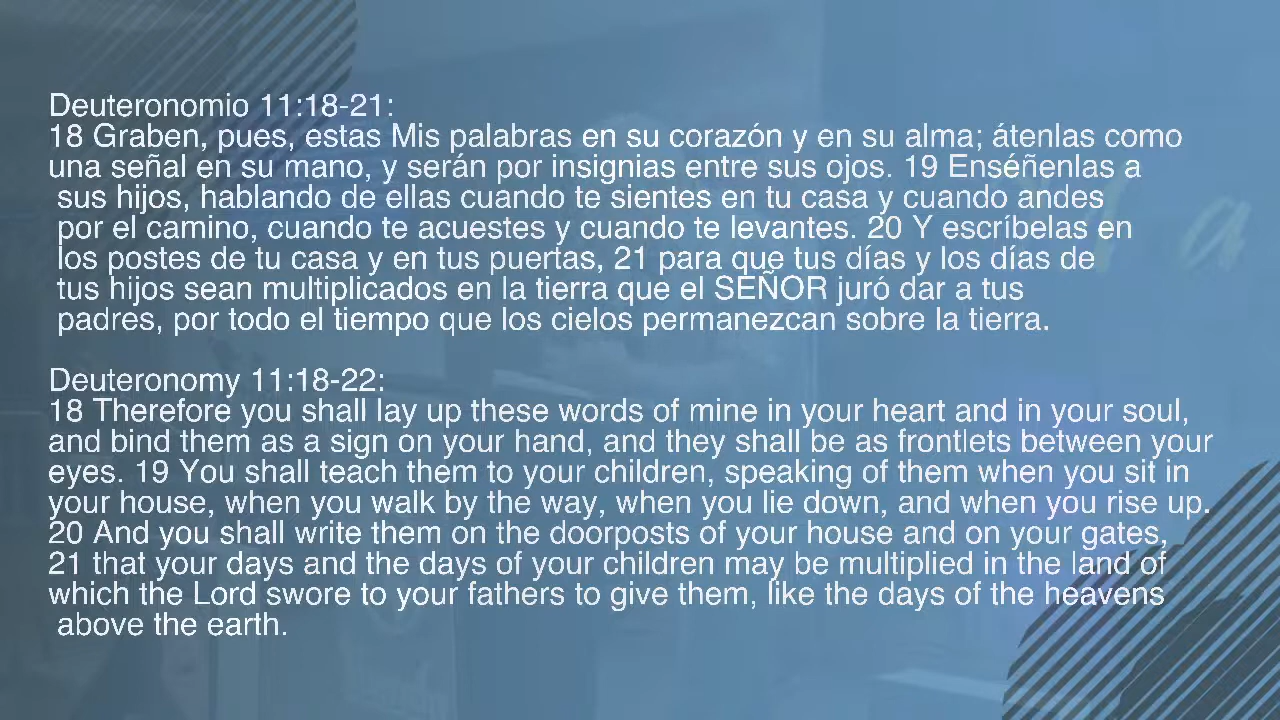 Deuteronomio 11:18-21:
18 Graben, pues, estas Mis palabras en su corazón y en su alma; átenlas como
una señal en su mano, y serán por insignias entre sus ojos. 19 Enséñenlas a
sus hijos, hablando de ellas cuando te sientes en tu casa y cuando andes
por el camino, cuando te acuestes y cuando te levantes. 20 Y escríbelas en
los postes de tu casa y en tus puertas, 21 para que tus días y los días de
tus hijos sean multiplicados en la tierra que el SEÑOR juró dar a tus
padres, por todo el tiempo que los cielos permanezcan sobre la tierra.

Deuteronomy 11:18-22:
18 Therefore you shall lay up these words of mine in your heart and in your soul,
and bind them as a sign on your hand, and they shall be as frontlets between your
eyes. 19 You shall teach them to your children, speaking of them when you sit in
your house, when you walk by the way, when you lie down, and when you rise up.
20 And you shall write them on the doorposts of your house and on your gates,
21 that your days and the days of your children may be multiplied in the land of
which the Lord swore to your fathers to give them, like the days of the heavens
above the earth.